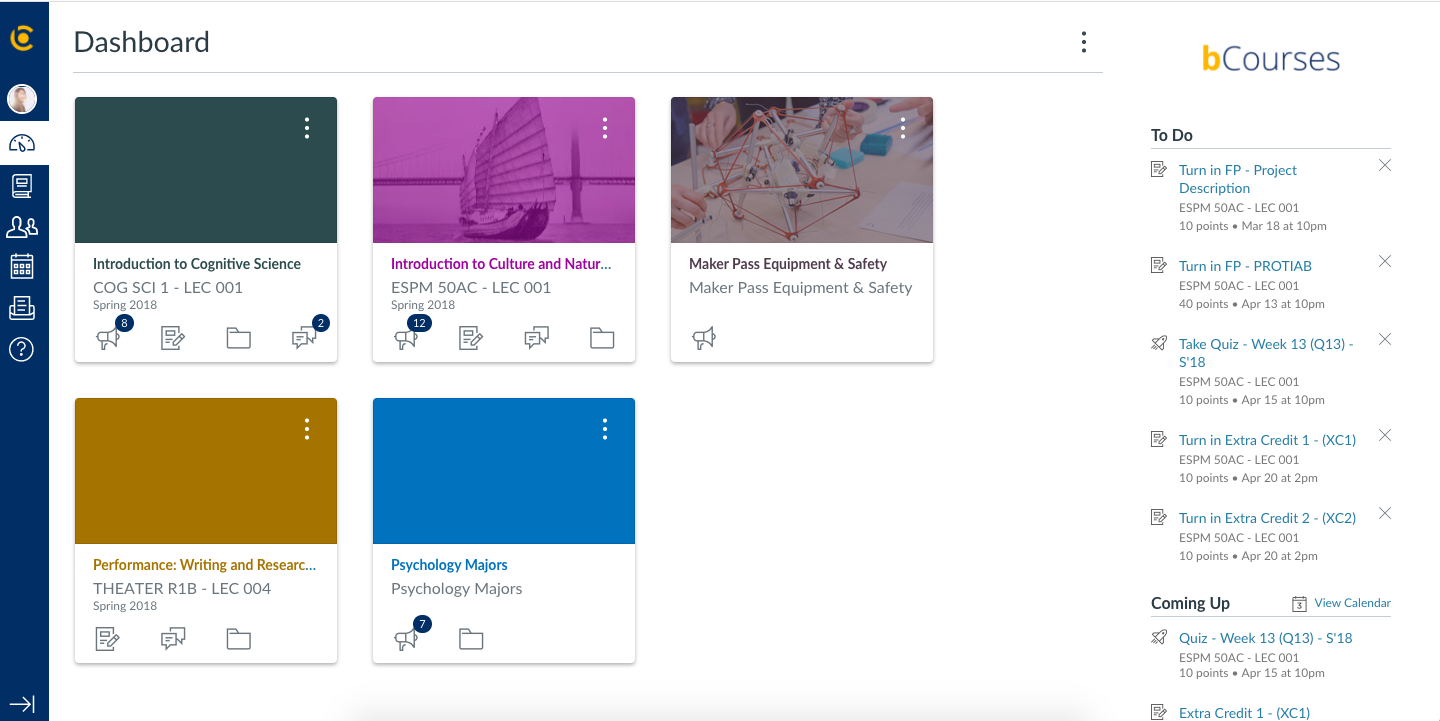 Dashboard
bCourses
Introduction to Cognitive Science
COG SCI 1 - LEC 001
Spring 2018
8
2
Introduction to Culture and Natur...
ESPM 50AC - LEC 001
Spring 2018
12
Maker Pass Equipment & Safety
Maker Pass Equipment & Safety
Performance: Writing and Researc...
THEATER R1B - LEC 004
Spring 2018
Psychology Majors
Psychology Majors
7
To Do
Turn in FP - Project
Description
ESPM 50AC - LEC 001
10 points • Mar 18 at 10pm
Turn in FP - PROTIAB
ESPM 50AC - LEC 001
40 points • Apr 13 at 10pm
Take Quiz - Week 13 (Q13) -
S'18
ESPM 50AC - LEC 001
10 points • Apr 15 at 10pm
Turn in Extra Credit 1 - (XC1)
ESPM 50AC - LEC 001
10 points • Apr 20 at 2pm
Turn in Extra Credit 2 - (XC2)
ESPM 50AC - LEC 001
10 points • Apr 20 at 2pm
Coming Up
3
View Calendar
Quiz - Week 13 (Q13) - S'18
ESPM 50AC - LEC 001
10 points • Apr 15 at 10pm
Extra Credit 1 - (XC1)